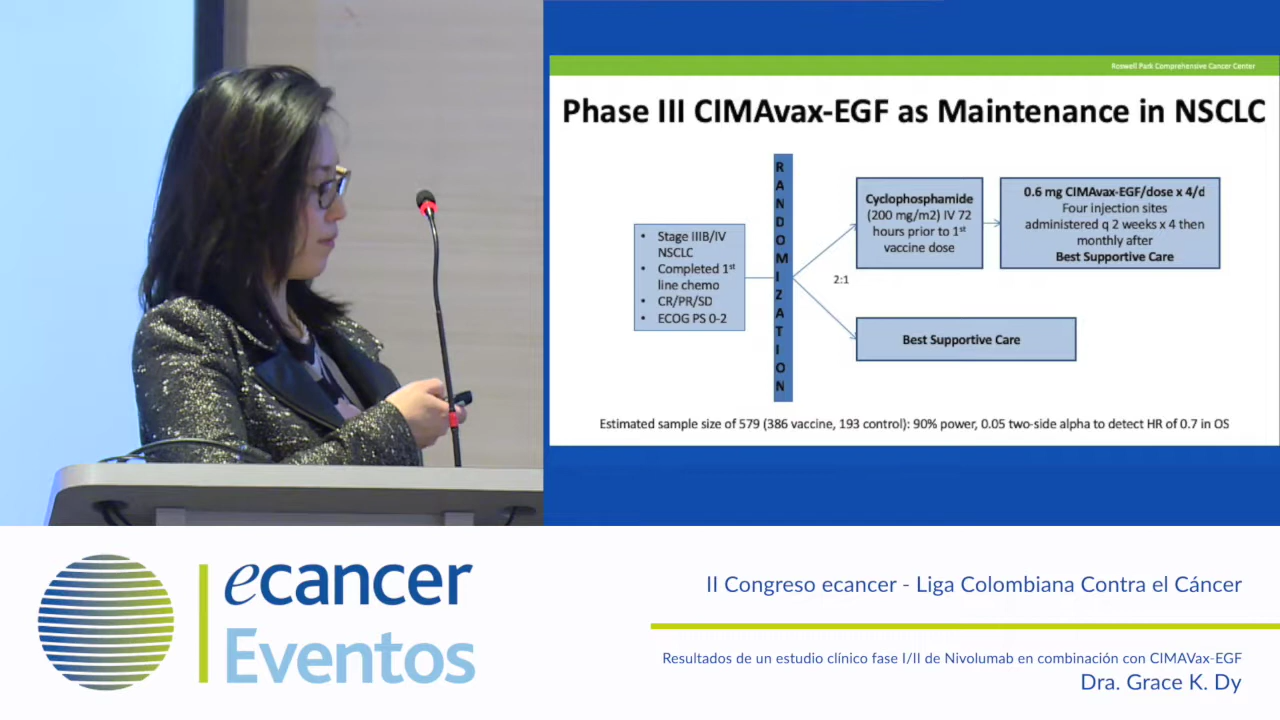 Roswell Park Comprehensive Cancer Center
Phase III CIMAvax-EGF as Maintenance in NSCLC
• Stage IIIB/IV
NSCLC
• Completed 1st
line chemo
• CR/PR/SD
• ECOG PS 0-2
RANDOMIZATION
2:1
Cyclophosphamide
(200 mg/m2) IV 72
hours prior to 1st
vaccine dose
0.6 mg CIMAvax-EGF/dose x 4/d
Four injection sites
administered q 2 weeks x 4 then
monthly after
Best Supportive Care
Best Supportive Care
Estimated sample size of 579 (386 vaccine, 193 control): 90% power, 0.05 two-side alpha to detect HR of 0.7 in OS
ecancer
Eventos
II Congreso ecancer - Liga Colombiana Contra el Cáncer
Resultados de un estudio clínico fase I/II de Nivolumab en combinación con CIMAVax-EGF
Dra. Grace K. Dy